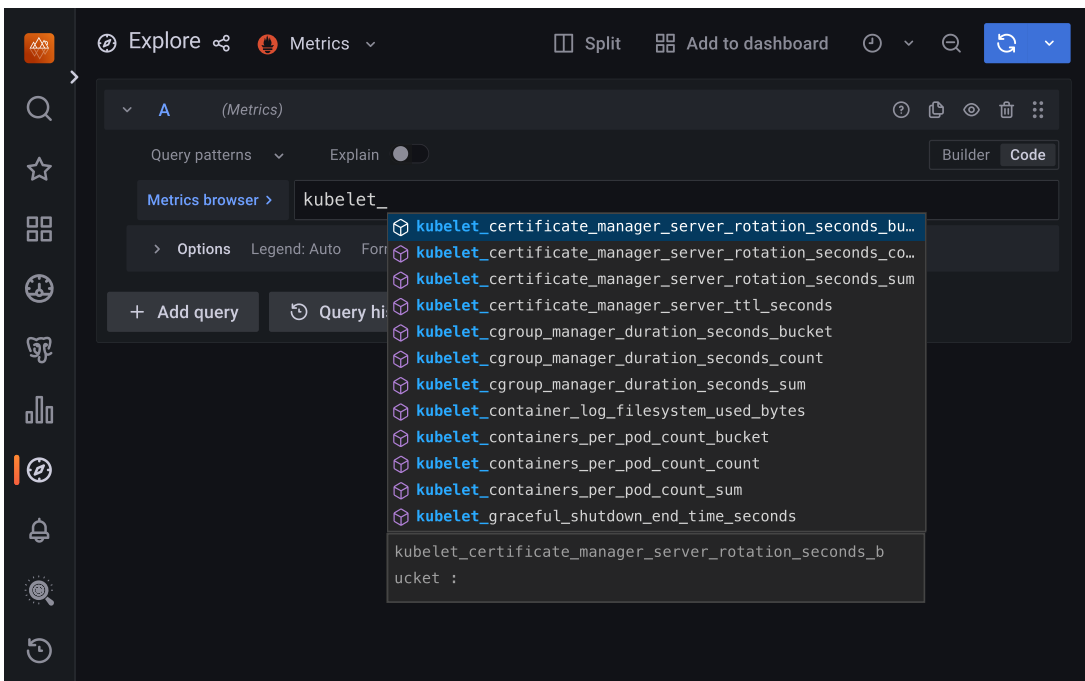 Explore Metrics Split Add to dashboard
A (Metrics)
Query patterns Explain Builder Code
Metrics browser > kubelet_
kubelet_certificate_manager_server_rotation_seconds_bu…
Options Legend: Auto
kubelet_certificate_manager_server_rotation_seconds_co…
kubelet_certificate_manager_server_rotation_seconds_sum
+ Add query Query
kubelet_certificate_manager_server_ttl_seconds
kubelet_cgroup_manager_duration_seconds_bucket
kubelet_cgroup_manager_duration_seconds_count
kubelet_cgroup_manager_duration_seconds_sum
kubelet_container_log_filesystem_used_bytes
kubelet_containers_per_pod_count_bucket
kubelet_containers_per_pod_count_count
kubelet_containers_per_pod_count_sum
kubelet_graceful_shutdown_end_time_seconds
kubelet_certificate_manager_server_rotation_seconds_b
ucket :